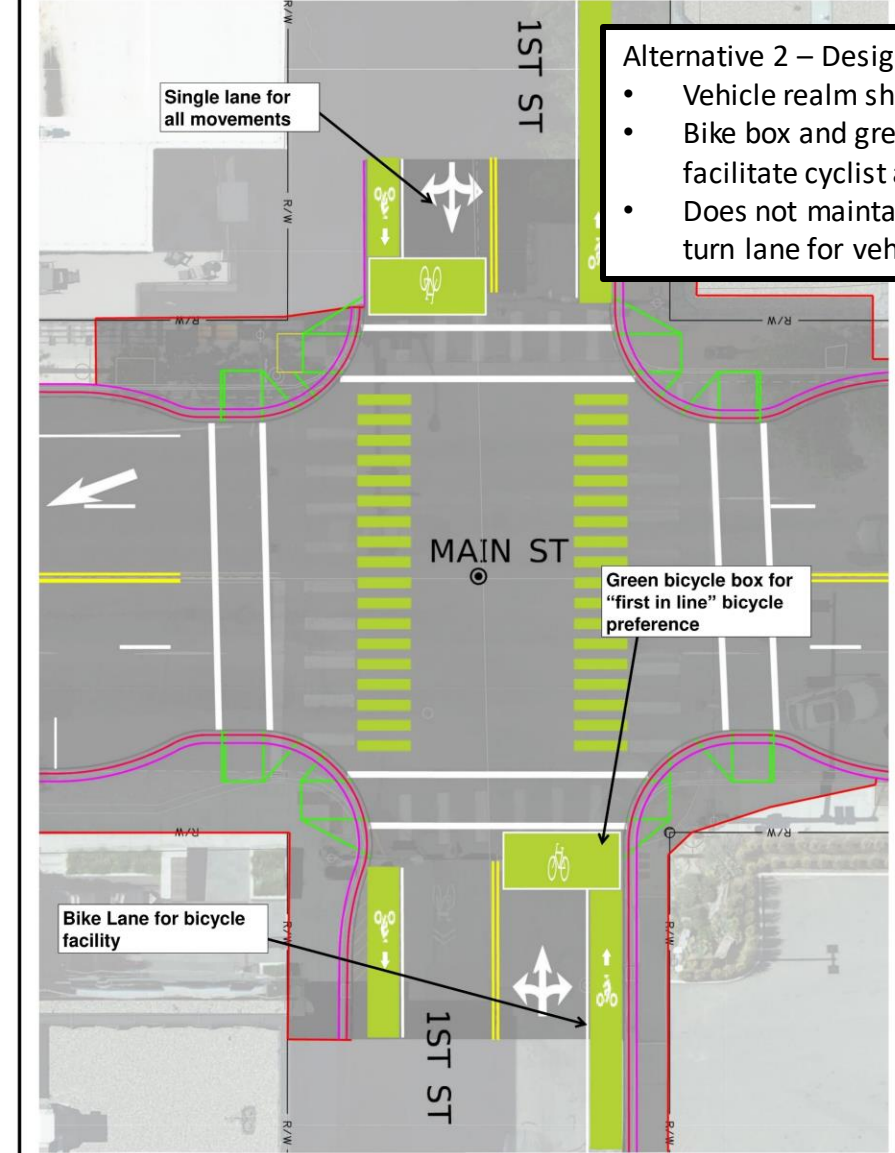 R/W
1ST ST
Alternative 2 – Desig
• Vehicle realm sh
• Bike box and gre
facilitate cyclist a
• Does not mainta
turn lane for veh
Single lane for
all movements
R/W
R/W
R/W
MAIN ST
Green bicycle box for
“first in line” bicycle
preference
R/W
R/W
Bike Lane for bicycle
facility
R/W
R/W
1ST ST
R/W
R/W